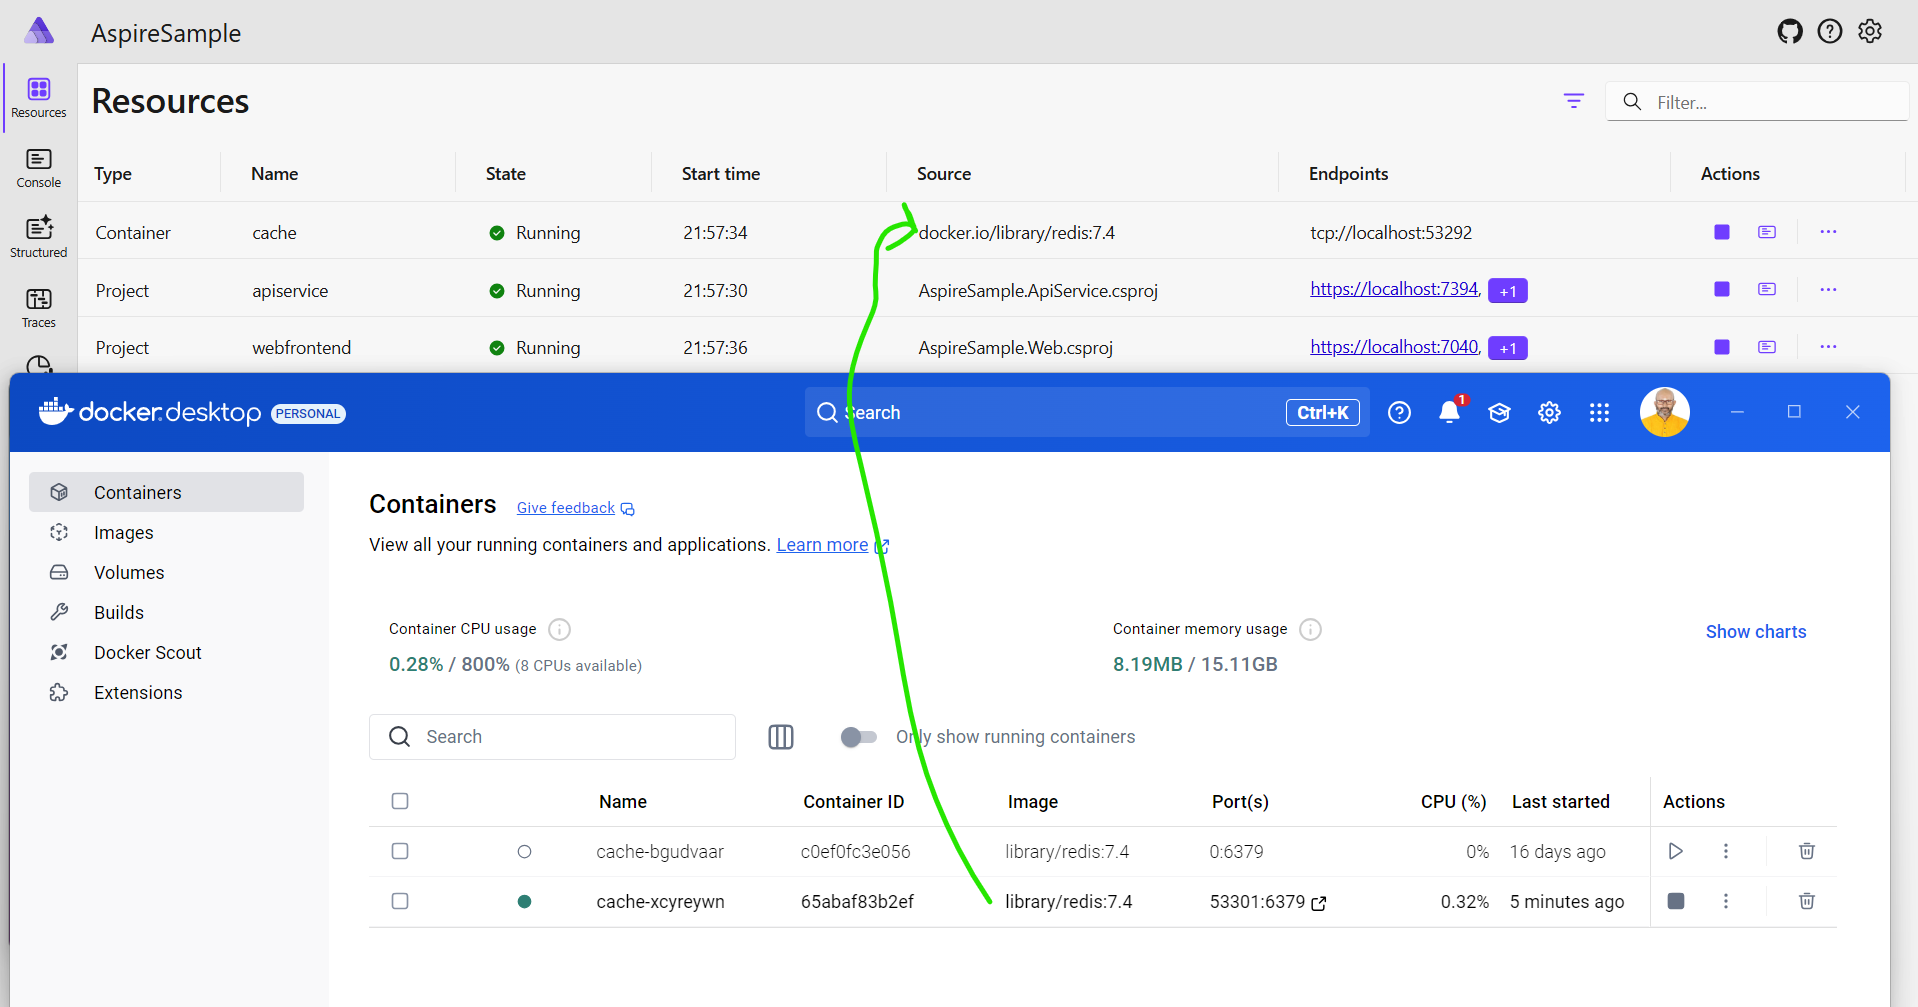 AspireSample
Resources
Filter...
Resources
Console
Structured
Traces
Type Name State Start time Source Endpoints Actions
Container cache Running 21:57:34 docker.io/library/redis:7.4 tcp://localhost:53292
Project apiservice Running 21:57:30 AspireSample.ApiService.csproj https://localhost:7394, +1
Project webfrontend Running 21:57:36 AspireSample.Web.csproj https://localhost:7040, +1
docker.desktop PERSONAL Search Ctrl+K 1
Containers
Images
Volumes
Builds
Docker Scout
Extensions
Containers Give feedback
View all your running containers and applications. Learn more
Container CPU usage
0.28% / 800% (8 CPUs available)
Container memory usage
8.19MB / 15.11GB
Show charts
Search
Only show running containers
Name Container ID Image Port(s) CPU (%) Last started Actions
cache-bgudvaar c0ef0fc3e056 library/redis:7.4 0:6379 0% 16 days ago
cache-xcyreywn 65abaf83b2ef library/redis:7.4 53301:6379 0.32% 5 minutes ago